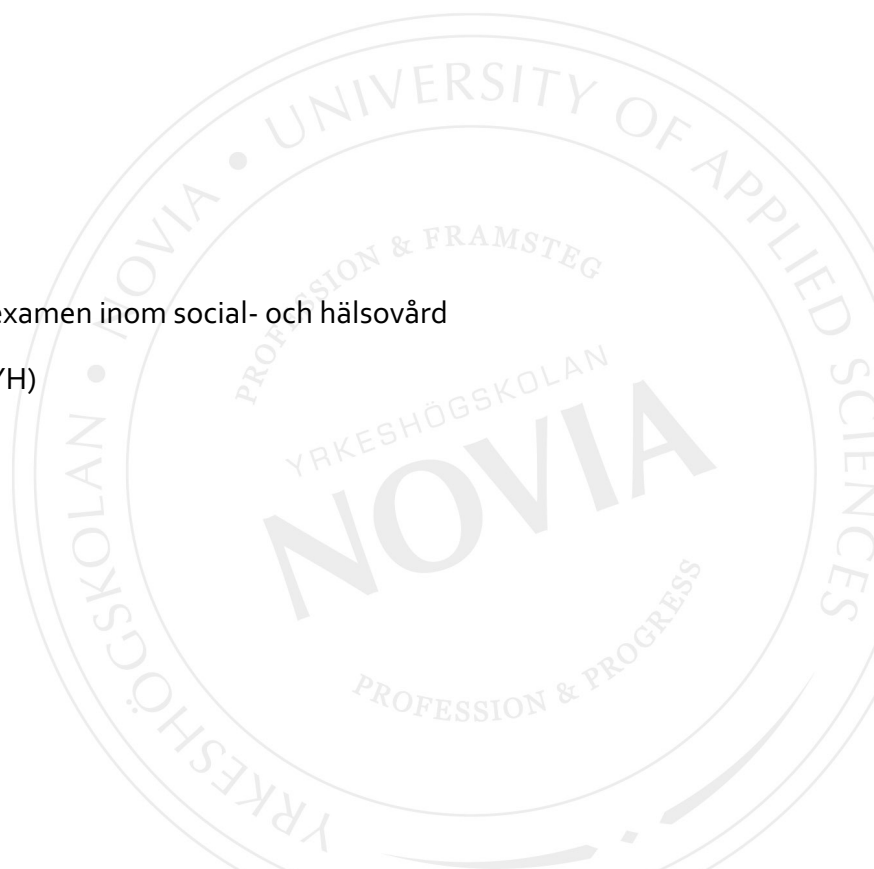 UNIVERSITY OF APPLIED SCIENCES
YRKESHÖGSKOLAN • NOVIA •
PROFESSION & FRAMSTEG
examen inom social- och hälsovård
YH)
YRKESHÖGSKOLAN
NOVIA
PROFESSION & PROGRESS